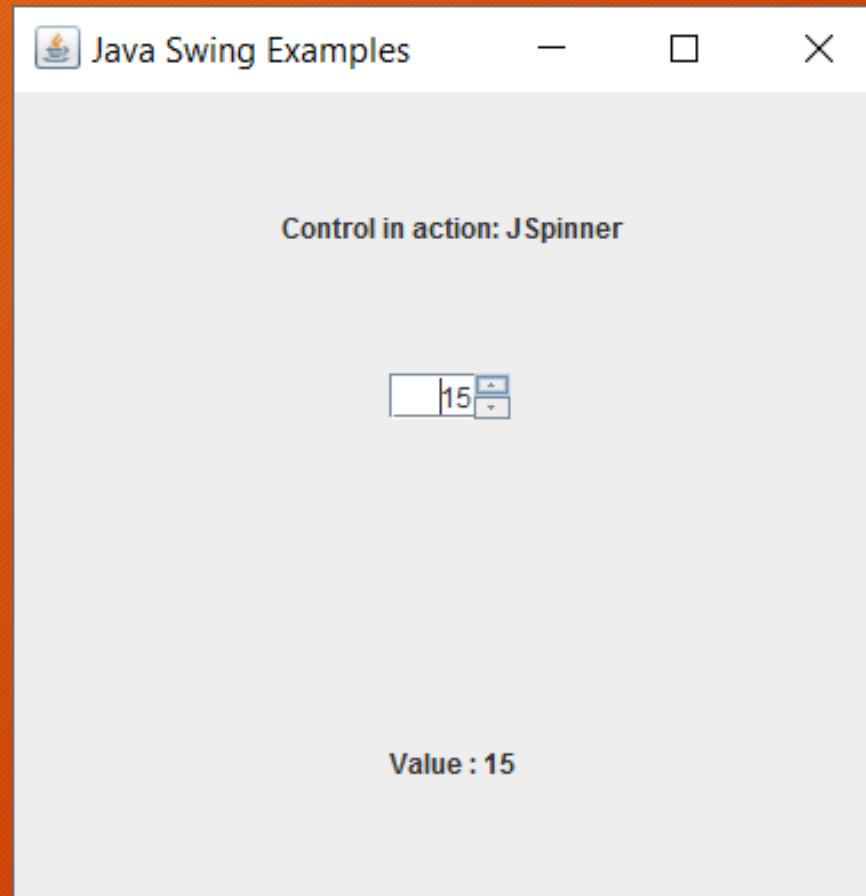 Java Swing Examples
Control in action: JSpinner
15
Value : 15